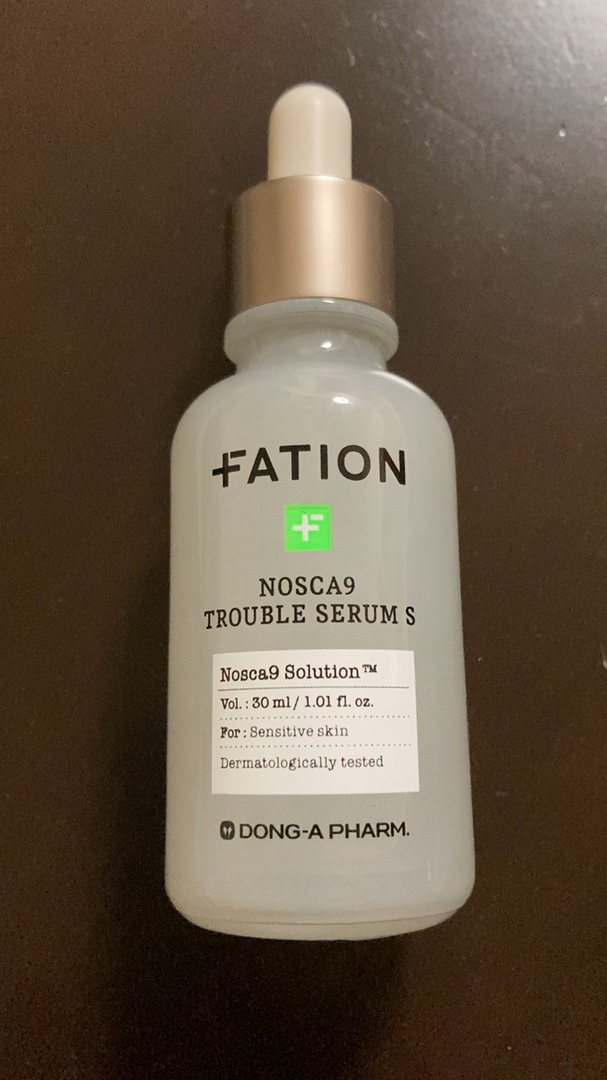 FATION
NOSCA9
TROUBLE SERUM S
Nosca9 Solution™
Vol. : 30 ml / 1.01 fl. oz.
For : Sensitive skin
Dermatologically tested
DONG-A PHARM.